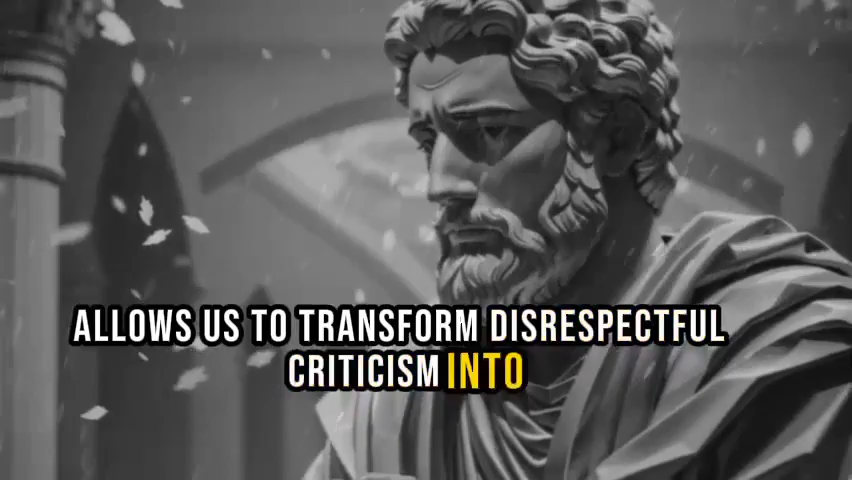 ALLOWS US TO TRANSFORM DISRESPECTFUL
CRITICISM INTO